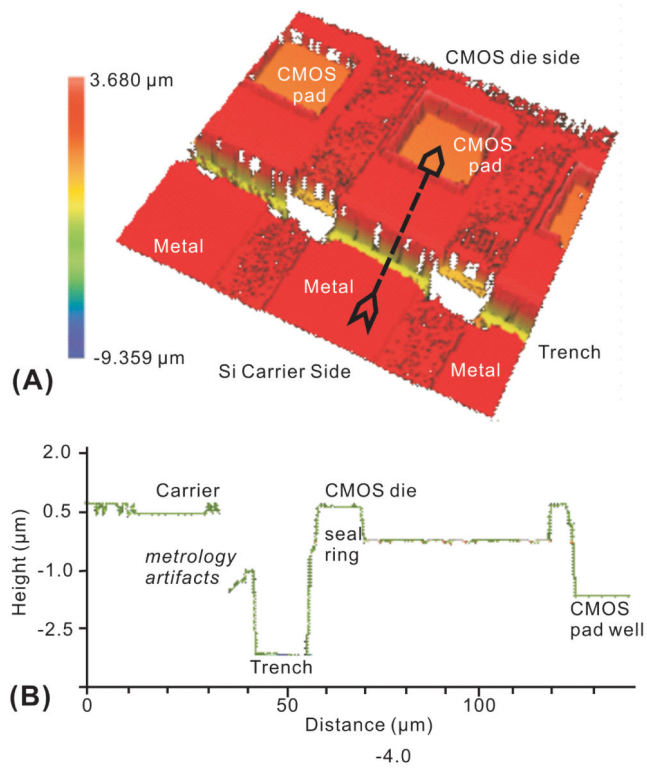 3.680 µm
CMOS die side
CMOS
pad
CMOS
pad
Metal
Metal
Metal
Trench
-9.359 µm
Si Carrier Side
(A)
2.0
Carrier
CMOS die
0.5
Height (µm)
seal
ring
metrology
artifacts
-1.0
CMOS
pad well
-2.5
Trench
(B)
0
50
100
Distance (µm)
-4.0